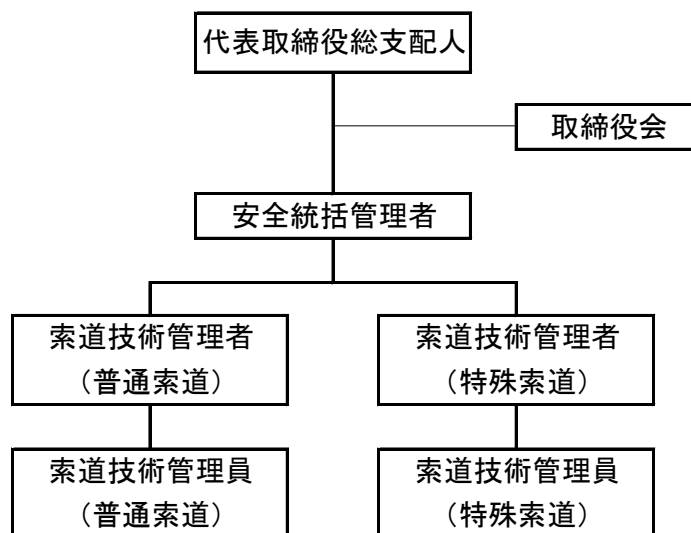 代表取締役総支配人
取締役会
安全統括管理者
索道技術管理者
（普通索道）
索道技術管理者
（特殊索道）
索道技術管理員
（普通索道）
索道技術管理員
（特殊索道）